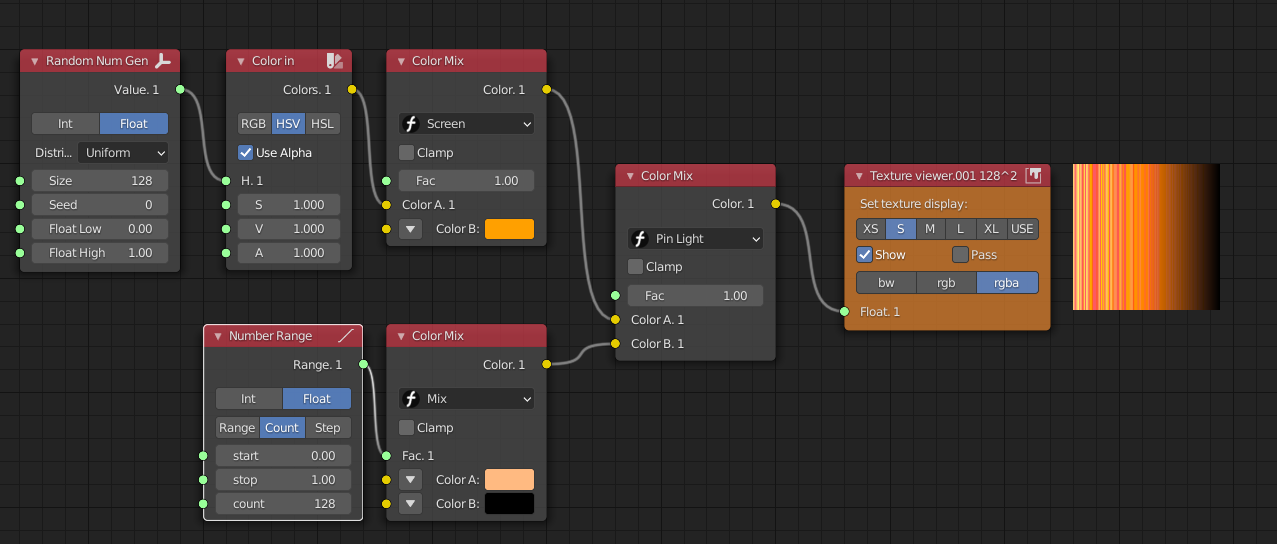 Random Num Gen
Value. 1
Int Float
Distri... Uniform
Size 128
Seed 0
Float Low 0.00
Float High 1.00
Color in
Colors. 1
RGB HSV HSL
Use Alpha
H. 1
S 1.000
V 1.000
A 1.000
Color Mix
Color. 1
Screen
Clamp
Fac 1.00
Color A. 1
Color B:
Number Range
Range. 1
Int Float
Range Count Step
start 0.00
stop 1.00
count 128
Color Mix
Color. 1
Mix
Clamp
Fac. 1
Color A:
Color B:
Color Mix
Color. 1
Pin Light
Clamp
Fac 1.00
Color A. 1
Color B. 1
Texture viewer.001 128^2
Set texture display:
XS S M L XL USE
Show Pass
bw rgb rgba
Float. 1